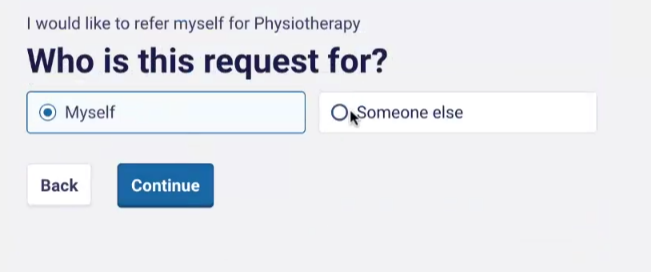 I would like to refer myself for Physiotherapy
Who is this request for?
Myself
Someone else
Back
Continue